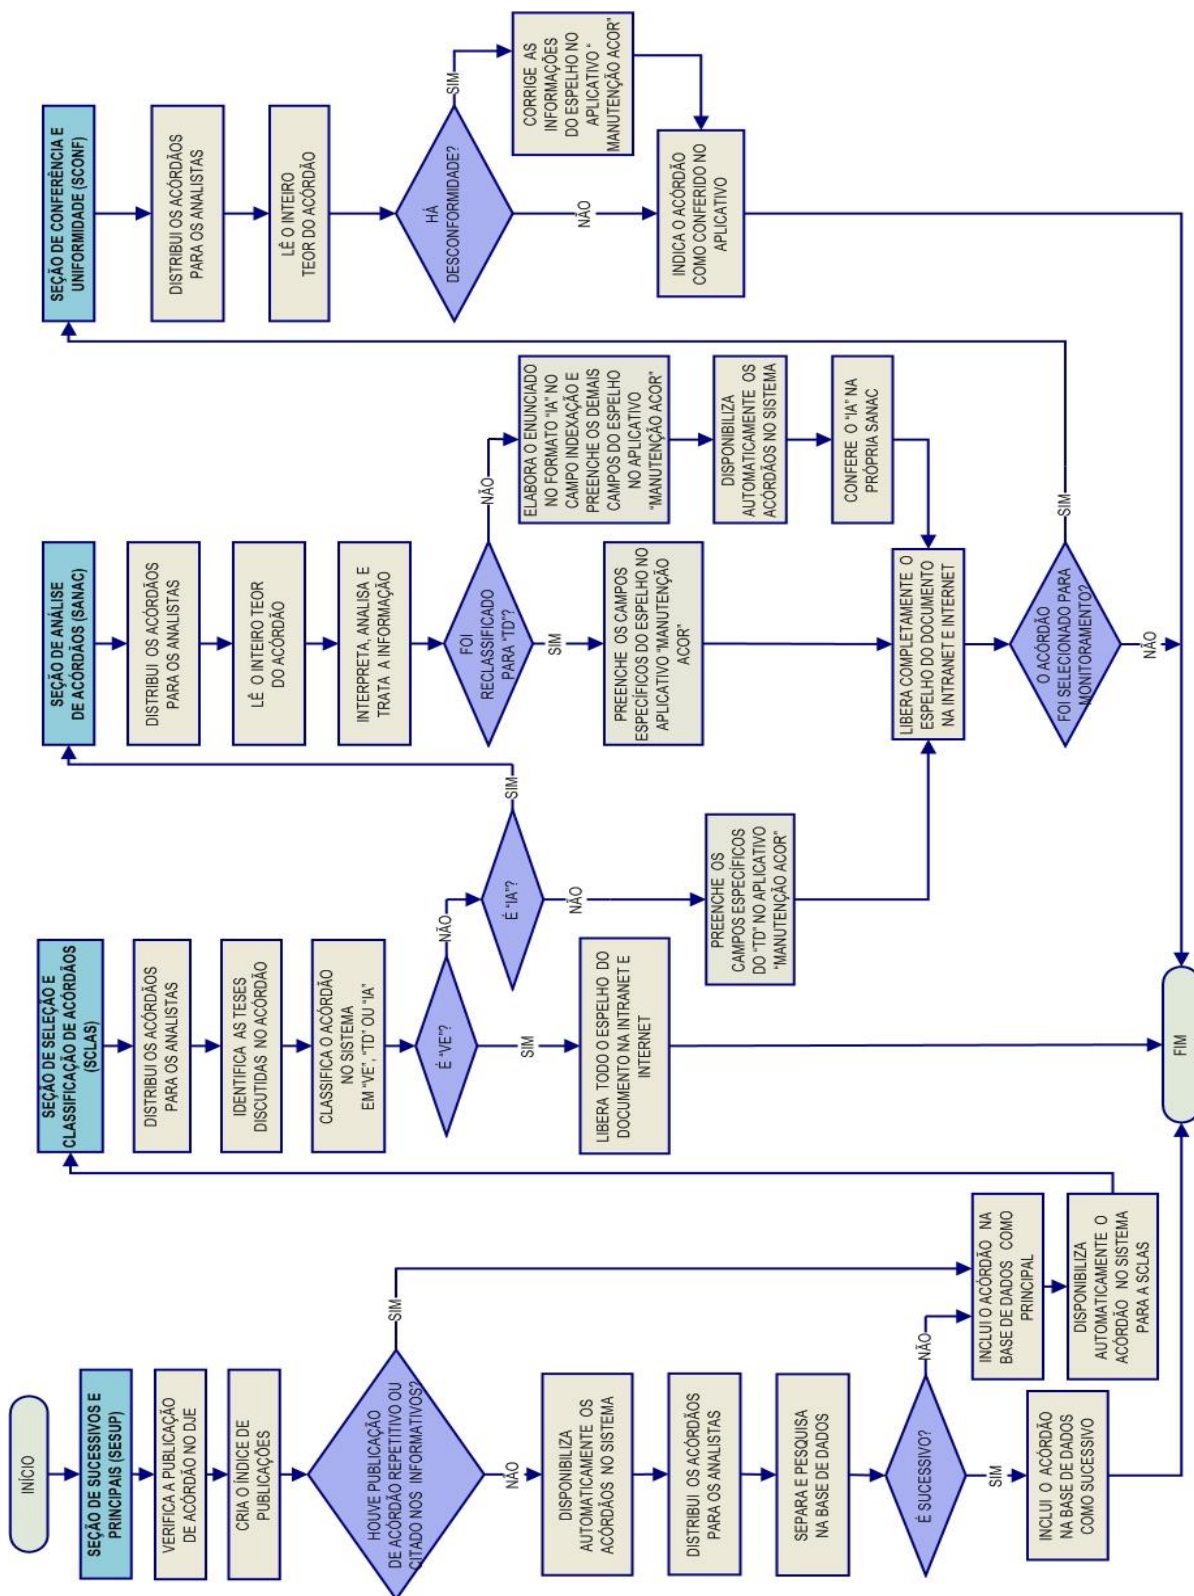 INÍCIO
SEÇÃO DE SUCESSIVOS E
PRINCIPAIS (SESUP)
VERIFICA A PUBLICAÇÃO
DE ACÓRDÃO NO DJE
CRIA O ÍNDICE DE
PUBLICAÇÕES
HOUVE PUBLICAÇÃO
DE ACÓRDÃO REPETITIVO OU
CITADO NOS INFORMATIVOS?
SIM
NÃO
DISPONIBILIZA
AUTOMATICAMENTE OS
ACÓRDÃOS NO SISTEMA
DISTRIBUI OS ACÓRDÃOS
PARA OS ANALISTAS
SEPARA E PESQUISA
NA BASE DE DADOS
É SUCESSIVO?
NÃO
SIM
INCLUI O ACÓRDÃO
NA BASE DE DADOS
COMO SUCESSIVO
INCLUI O ACÓRDÃO NA
BASE DE DADOS COMO
PRINCIPAL
DISPONIBILIZA
AUTOMATICAMENTE O
ACÓRDÃO NO SISTEMA
PARA A SCLAS
SEÇÃO DE SELEÇÃO E
CLASSIFICAÇÃO DE ACÓRDÃOS
(SCLAS)
DISTRIBUI OS ACÓRDÃOS
PARA OS ANALISTAS
IDENTIFICA AS TESES
DISCUTIDAS NO ACÓRDÃO
CLASSIFICA O ACÓRDÃO
NO SISTEMA
EM “VE”, “TD” OU “IA”
É “VE”?
NÃO
SIM
LIBERA TODO O ESPELHO DO
DOCUMENTO NA INTRANET E
INTERNET
É “IA”?
SIM
NÃO
PREENCHE OS
CAMPOS ESPECÍFICOS
DO “TD” NO APLICATIVO
“MANUTENÇÃO ACOR”
SEÇÃO DE ANÁLISE
DE ACÓRDÃOS (SANAC)
DISTRIBUI OS ACÓRDÃOS
PARA OS ANALISTAS
LÊ O INTEIRO TEOR
DO ACÓRDÃO
INTERPRETA, ANALISA E
TRATA A INFORMAÇÃO
FOI
RECLASSIFICADO
PARA “TD”?
NÃO
SIM
PREENCHE OS CAMPOS
ESPECÍFICOS DO ESPELHO NO
APLICATIVO “MANUTENÇÃO
ACOR”
ELABORA O ENUNCIADO
NO FORMATO “IA” NO
CAMPO INDEXAÇÃO E
PREENCHE OS DEMAIS
CAMPOS DO ESPELHO
NO APLICATIVO
“MANUTENÇÃO ACOR”
DISPONIBILIZA
AUTOMATICAMENTE OS
ACÓRDÃOS NO SISTEMA
CONFERE O “IA” NA
PRÓPRIA SANAC
LIBERA COMPLETAMENTE O
ESPELHO DO DOCUMENTO
NA INTRANET E INTERNET
O ACÓRDÃO
FOI SELECIONADO PARA
MONITORAMENTO?
SIM
NÃO
SEÇÃO DE CONFERÊNCIA E
UNIFORMIDADE (SCONF)
DISTRIBUI OS ACÓRDÃOS
PARA OS ANALISTAS
LÊ O INTEIRO
TEOR DO ACÓRDÃO
HÁ
DESCONFORMIDADE?
SIM
NÃO
CORRIGE AS
INFORMAÇÕES
DO ESPELHO NO
APLICATIVO “
MANUTENÇÃO ACOR”
INDICA O ACÓRDÃO
COMO CONFERIDO NO
APLICATIVO
FIM